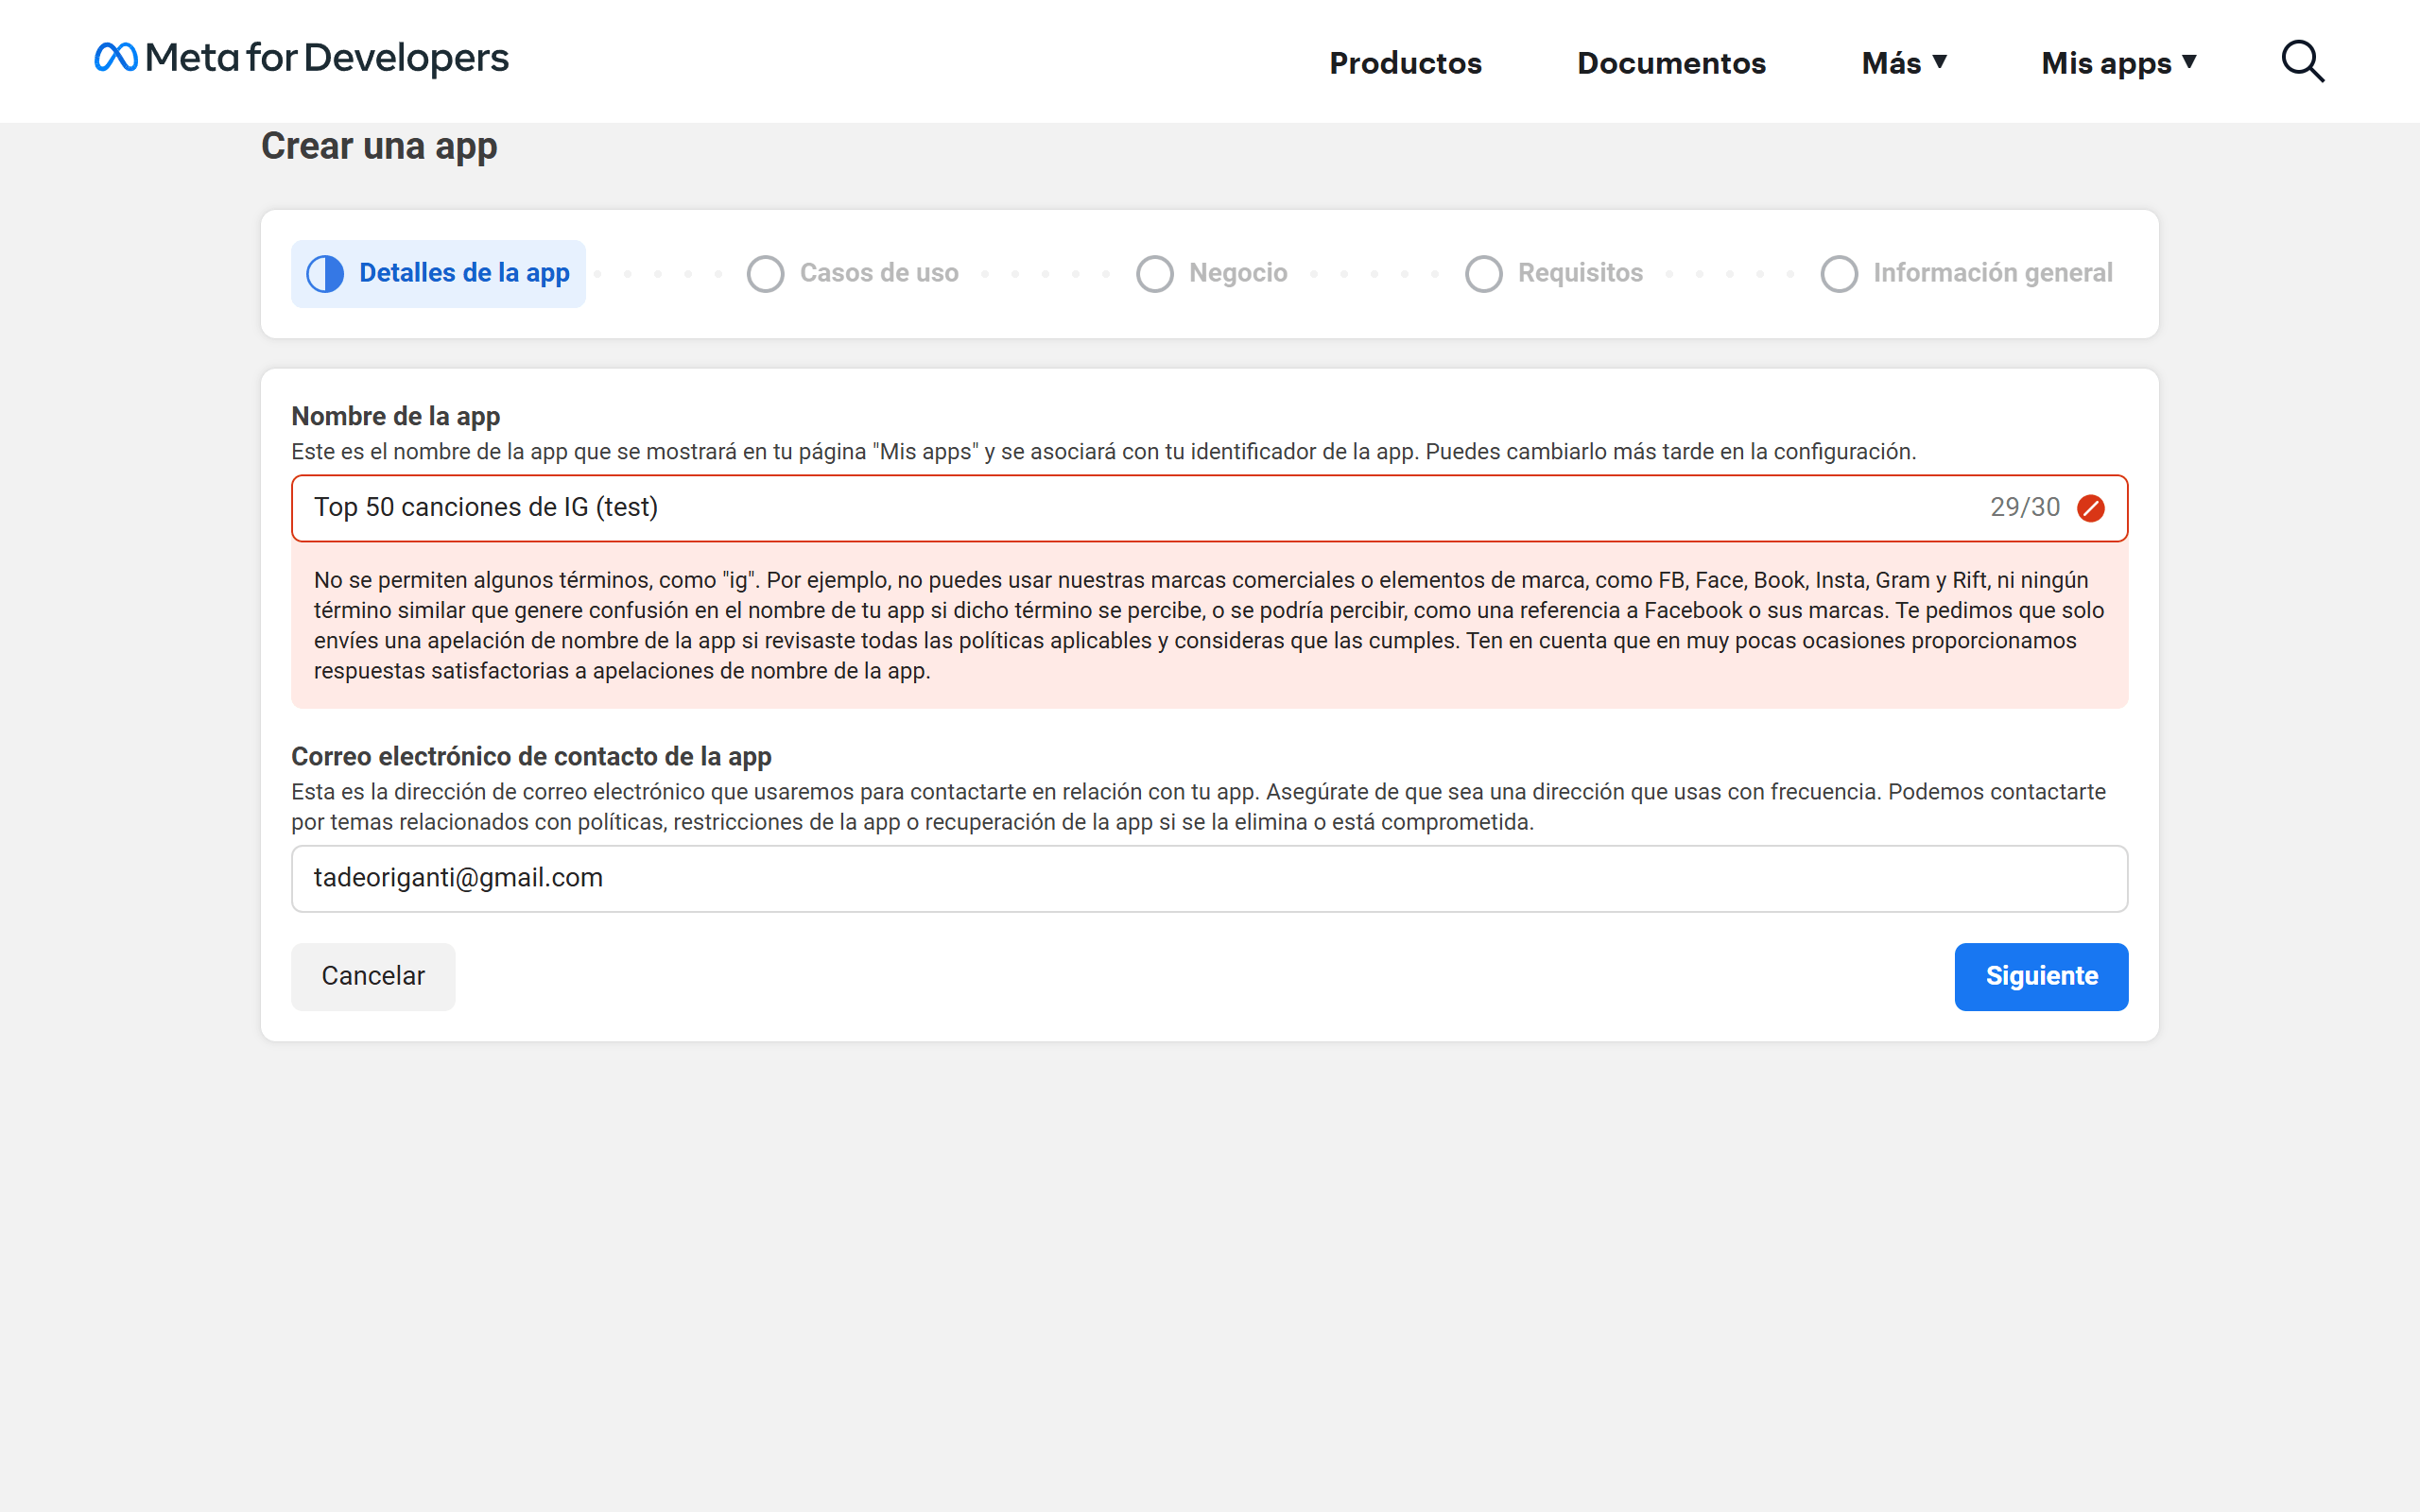 Meta for Developers
Productos
Documentos
Más
Mis apps
Crear una app
Detalles de la app
Casos de uso
Negocio
Requisitos
Información general
Nombre de la app
Este es el nombre de la app que se mostrará en tu página "Mis apps" y se asociará con tu identificador de la app. Puedes cambiarlo más tarde en la configuración.
Top 50 canciones de IG (test)
29/30
No se permiten algunos términos, como "ig". Por ejemplo, no puedes usar nuestras marcas comerciales o elementos de marca, como FB, Face, Book, Insta, Gram y Rift, ni ningún
término similar que genere confusión en el nombre de tu app si dicho término se percibe, o se podría percibir, como una referencia a Facebook o sus marcas. Te pedimos que solo
envíes una apelación de nombre de la app si revisaste todas las políticas aplicables y consideras que las cumples. Ten en cuenta que en muy pocas ocasiones proporcionamos
respuestas satisfactorias a apelaciones de nombre de la app.
Correo electrónico de contacto de la app
Esta es la dirección de correo electrónico que usaremos para contactarte en relación con tu app. Asegúrate de que sea una dirección que usas con frecuencia. Podemos contactarte
por temas relacionados con políticas, restricciones de la app o recuperación de la app si se la elimina o está comprometida.
tadeoriganti@gmail.com
Cancelar
Siguiente